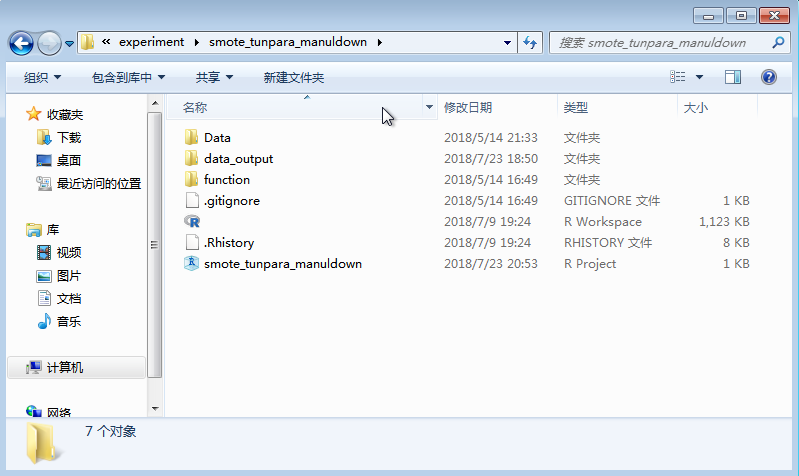 « experiment smote_tunpara_manuldown
搜索 smote_tunpara_manuldown
组织 包含到库中 共享 新建文件夹
名称 修改日期 类型 大小
收藏夹
下载
桌面
最近访问的位置
库
视频
图片
文档
音乐
计算机
网络
Data 2018/5/14 21:33 文件夹
data_output 2018/7/23 18:50 文件夹
function 2018/5/14 16:49 文件夹
.gitignore 2018/5/14 16:49 GITIGNORE 文件 1 KB
2018/7/9 19:24 R Workspace 1,123 KB
.Rhistory 2018/7/9 19:24 RHISTORY 文件 8 KB
smote_tunpara_manuldown 2018/7/23 20:53 R Project 1 KB
7 个对象